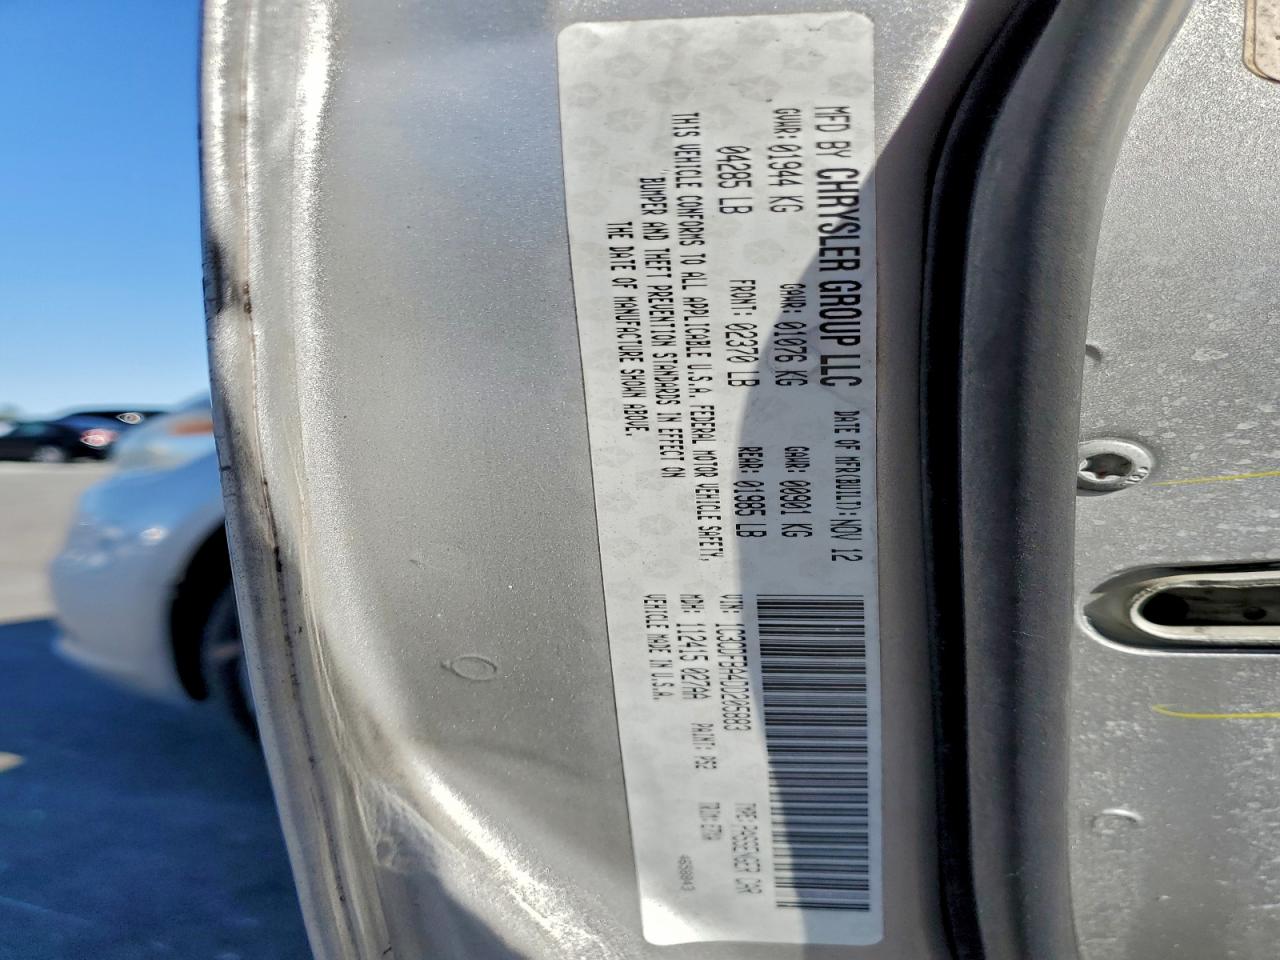 MFD BY CHRYSLER GROUP LLC DATE OF MFR(BUILT): NOV 12
GVWR: 01944 KG GAWR: 01076 KG GAWR: 00901 KG
04285 LB FRONT: 02370 LB REAR: 01985 LB
THIS VEHICLE CONFORMS TO ALL APPLICABLE U.S.A. FEDERAL MOTOR VEHICLE SAFETY,
BUMPER AND THEFT PREVENTION STANDARDS IN EFFECT ON
THE DATE OF MANUFACTURE SHOWN ABOVE.
VIN: 1C3CDFBA4DD205883 TYPE: PASSENGER CAR
MDH: 112415 027AA PAINT: PS2 TRIM:
VEHICLE MADE IN U.S.A.